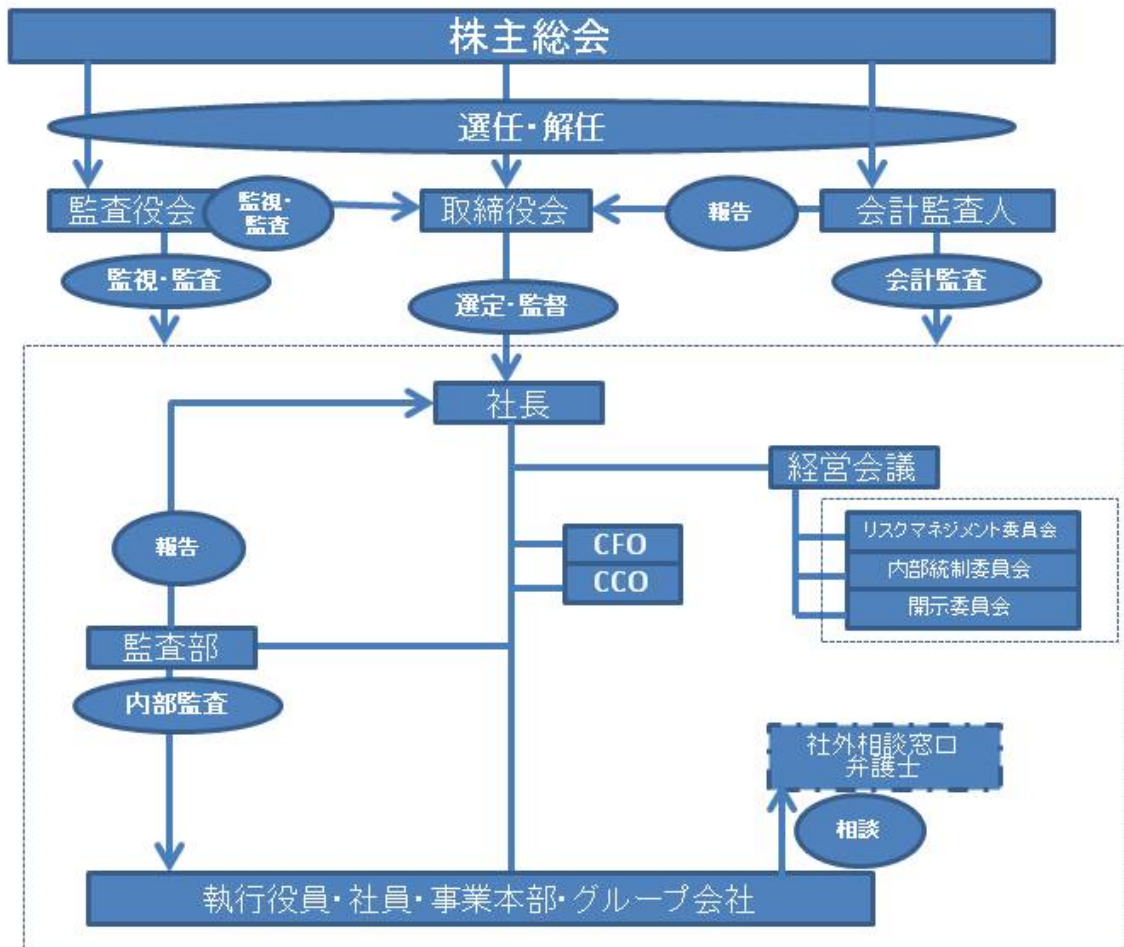 株主総会
選任・解任
監査役会
監視・
監査
取締役会
報告
会計監査人
監視・監査
選定・監督
会計監査
社長
経営会議
リスクマネジメント委員会
内部統制委員会
開示委員会
CFO
CCO
報告
監査部
内部監査
社外相談窓口
弁護士
相談
執行役員・社員・事業本部・グループ会社